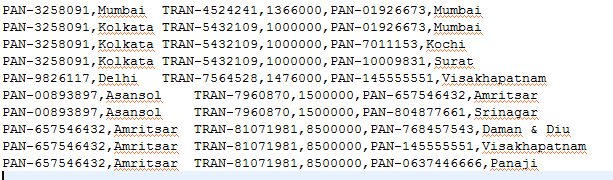 PAN-3258091,Mumbai  TRAN-4524241,1366000,PAN-01926673,Mumbai
PAN-3258091,Kolkata TRAN-5432109,1000000,PAN-01926673,Mumbai
PAN-3258091,Kolkata TRAN-5432109,1000000,PAN-7011153,Kochi
PAN-3258091,Kolkata TRAN-5432109,1000000,PAN-10009831,Surat
PAN-9826117,Delhi   TRAN-7564528,1476000,PAN-145555551,Visakhapatnam
PAN-00893897,Asansol    TRAN-7960870,1500000,PAN-657546432,Amritsar
PAN-00893897,Asansol    TRAN-7960870,1500000,PAN-804877661,Srinagar
PAN-657546432,Amritsar  TRAN-81071981,8500000,PAN-768457543,Daman & Diu
PAN-657546432,Amritsar  TRAN-81071981,8500000,PAN-145555551,Visakhapatnam
PAN-657546432,Amritsar  TRAN-81071981,8500000,PAN-0637446666,Panaji